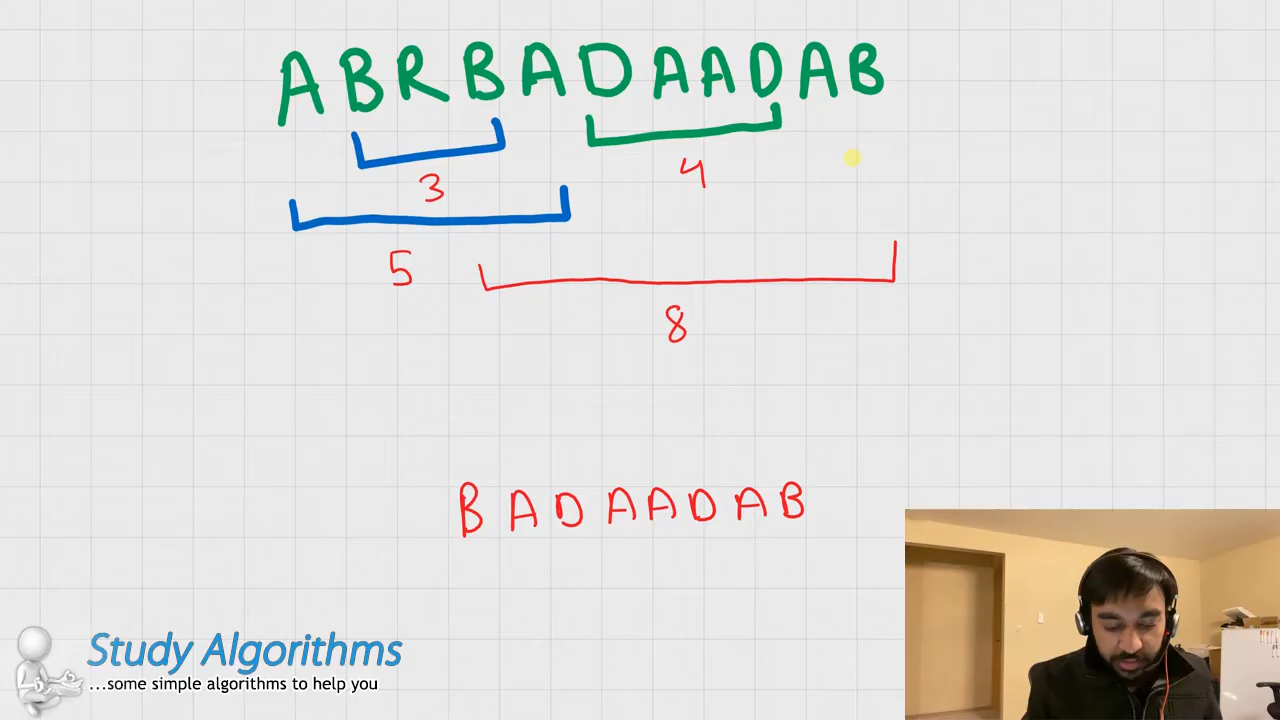 ABRBADAADAB
3
4
5
8
BADAADAB
Study Algorithms
...some simple algorithms to help you